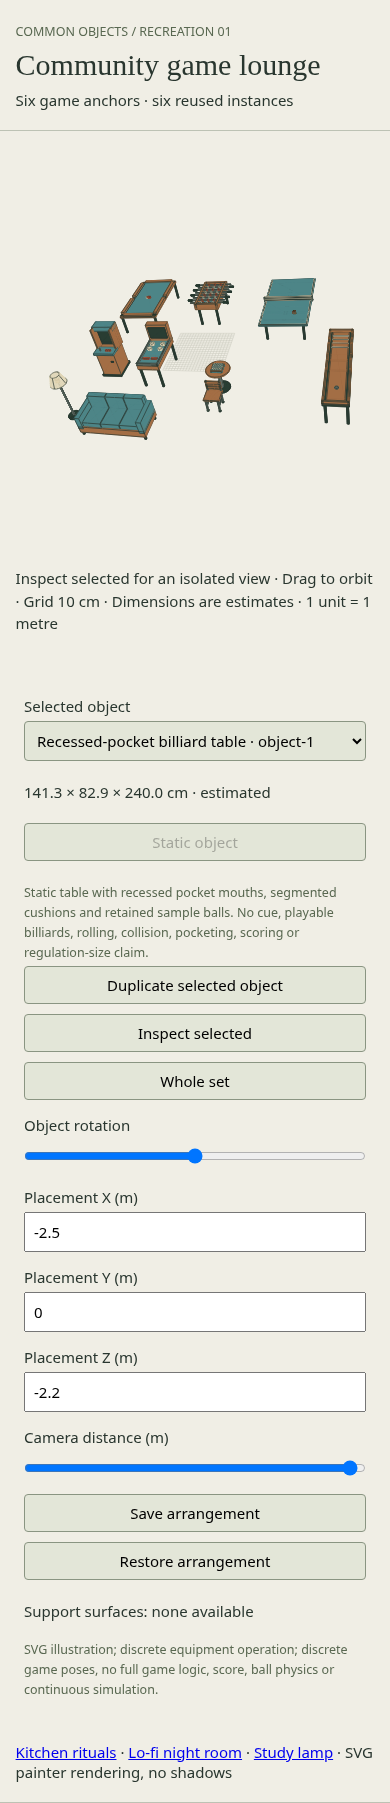 COMMON OBJECTS / RECREATION 01
Community game lounge
Six game anchors · six reused instances
Inspect selected for an isolated view · Drag to orbit
· Grid 10 cm · Dimensions are estimates · 1 unit = 1
metre
Selected object
Recessed-pocket billiard table · object-1
141.3 × 82.9 × 240.0 cm · estimated
Static object
Static table with recessed pocket mouths, segmented
cushions and retained sample balls. No cue, playable
billiards, rolling, collision, pocketing, scoring or
regulation-size claim.
Duplicate selected object
Inspect selected
Whole set
Object rotation
Placement X (m)
-2.5
Placement Y (m)
0
Placement Z (m)
-2.2
Camera distance (m)
Save arrangement
Restore arrangement
Support surfaces: none available
SVG illustration; discrete equipment operation; discrete
game poses, no full game logic, score, ball physics or
continuous simulation.
Kitchen rituals · Lo-fi night room · Study lamp · SVG
painter rendering, no shadows